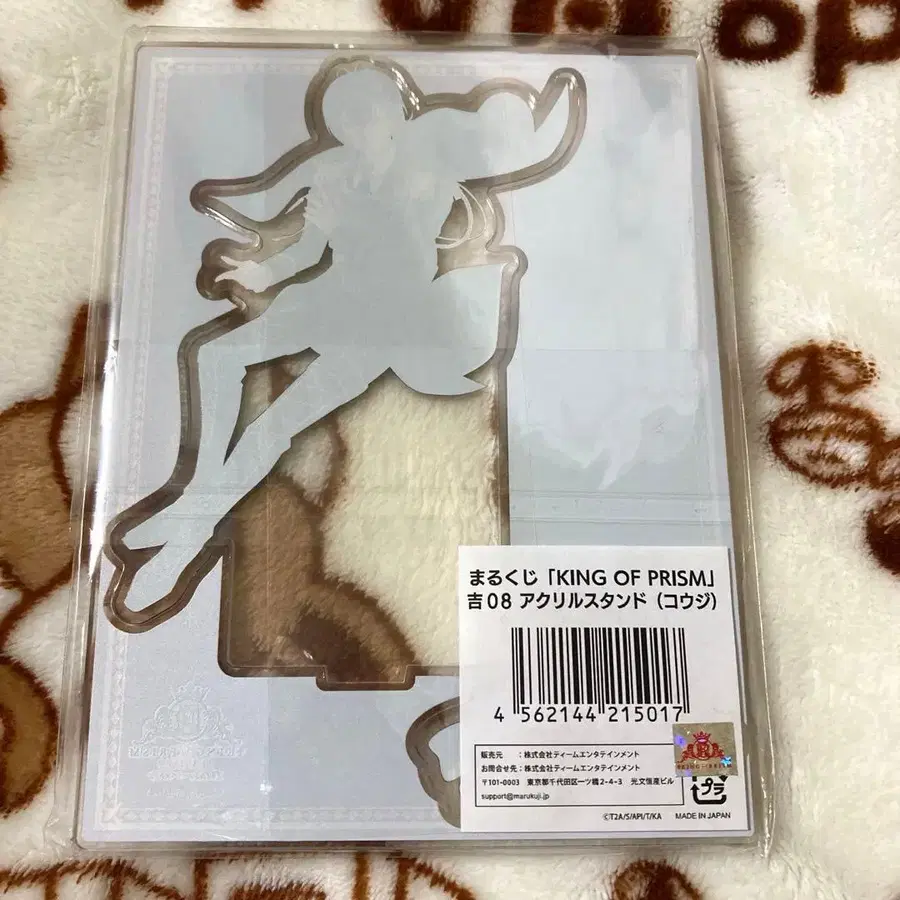 まるくじ「KING OF PRISM」
吉08 アクリルスタンド（コウジ）
4 562144 215017
販売元 ：株式会社ディームエンタテインメント
お問合せ先：株式会社ディームエンタテインメント
〒101-0003 東京都千代田区一ツ橋2-4-3 光文恒産ビル
support@marukuji.jp
プラ
©T2A/S/API/T/KA MADE IN JAPAN